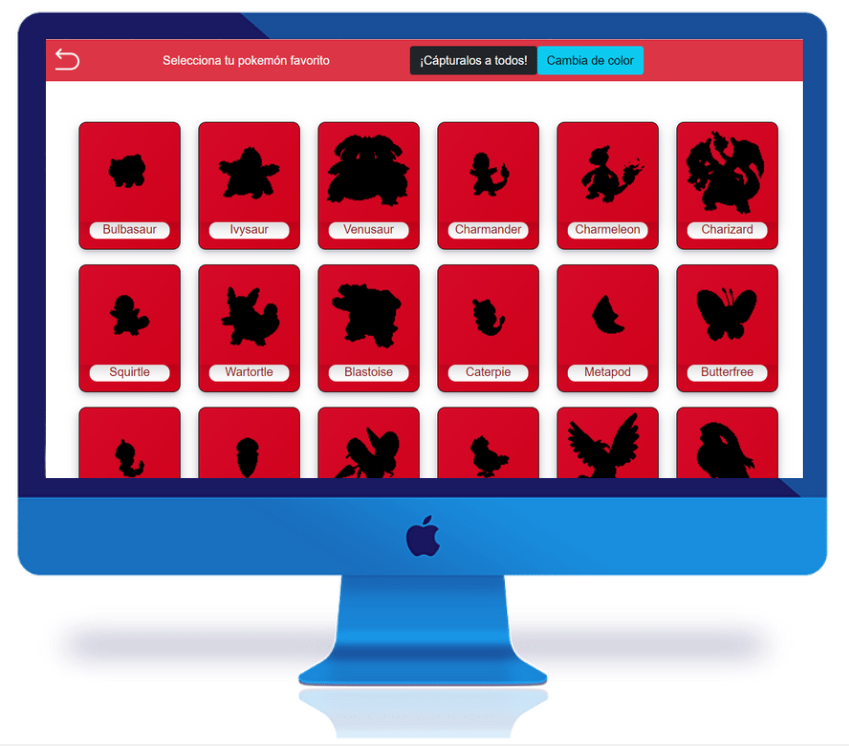 Selecciona tu pokemón favorito
¡Cápturalos a todos!
Cambia de color
Bulbasaur
Ivysaur
Venusaur
Charmander
Charmeleon
Charizard
Squirtle
Wartortle
Blastoise
Caterpie
Metapod
Butterfree